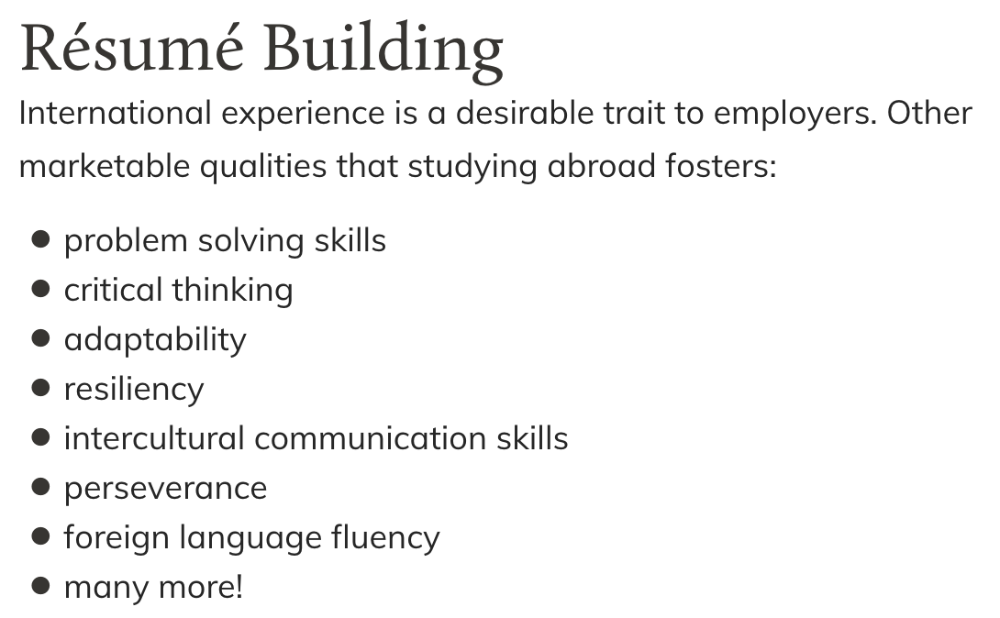 Résumé Building
International experience is a desirable trait to employers. Other
marketable qualities that studying abroad fosters:
● problem solving skills
● critical thinking
● adaptability
● resiliency
● intercultural communication skills
● perseverance
● foreign language fluency
● many more!